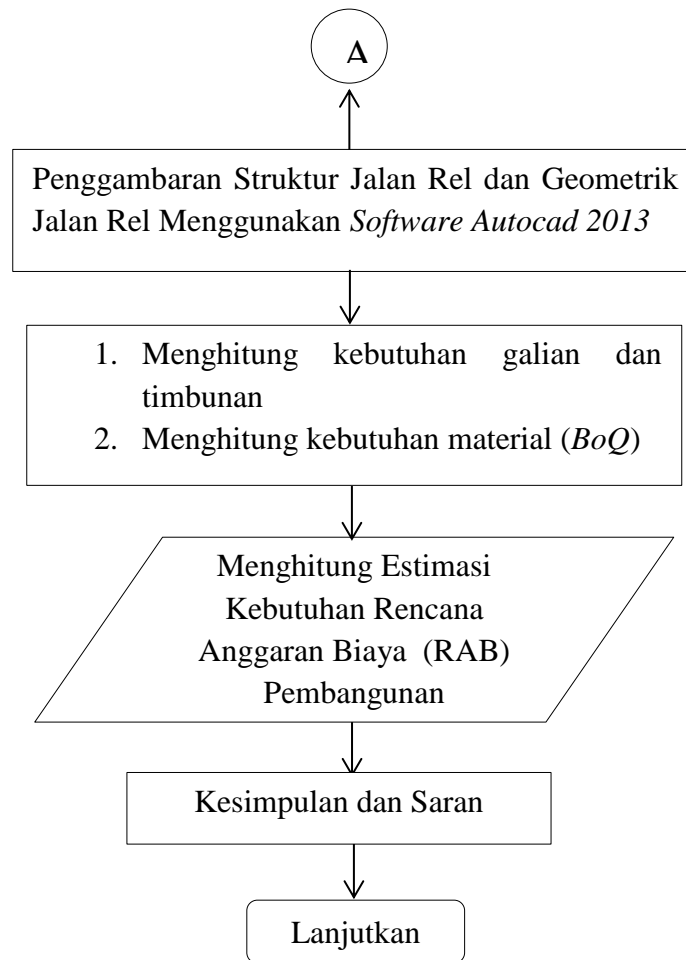 A
Penggambaran Struktur Jalan Rel dan Geometrik
Jalan Rel Menggunakan Software Autocad 2013
1. Menghitung kebutuhan galian dan
timbunan
2. Menghitung kebutuhan material (BoQ)
Menghitung Estimasi
Kebutuhan Rencana
Anggaran Biaya (RAB)
Pembangunan
Kesimpulan dan Saran
Lanjutkan